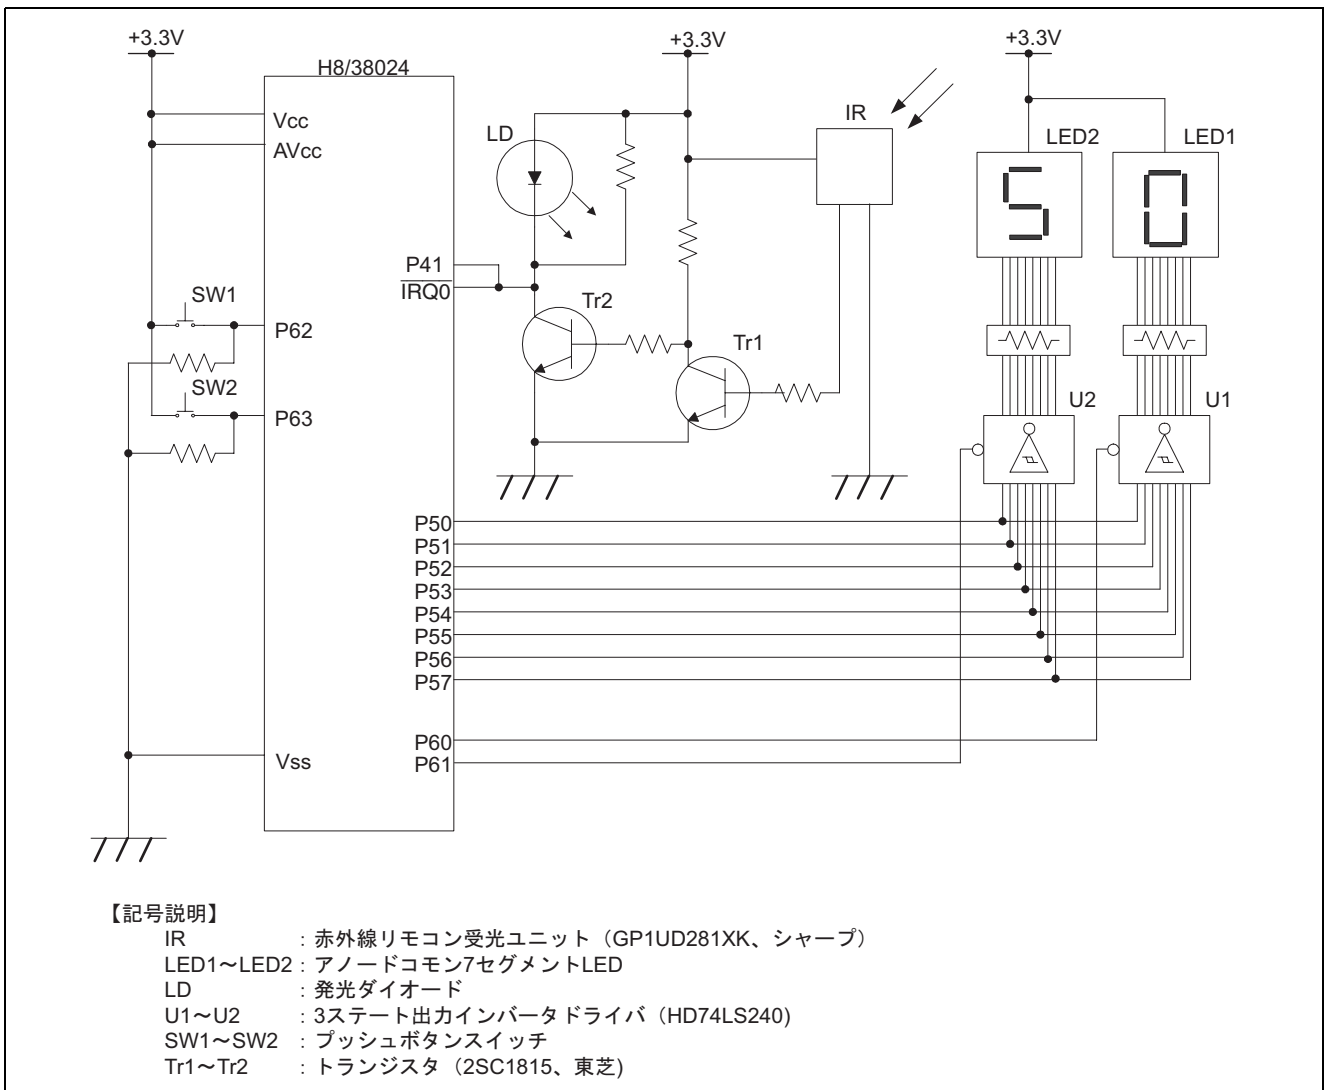 +3.3V
+3.3V
+3.3V
H8/38024
Vcc
AVcc
LD
IR
LED2
LED1
P41
IRQ0
SW1
P62
Tr2
Tr1
SW2
P63
U2
U1
P50
P51
P52
P53
P54
P55
P56
P57
P60
Vss
P61
【記号説明】
IR : 赤外線リモコン受光ユニット（GP1UD281XK、シャープ）
LED1～LED2 : アノードコモン7セグメントLED
LD : 発光ダイオード
U1～U2 : 3ステート出力インバータドライバ（HD74LS240)
SW1～SW2 : プッシュボタンスイッチ
Tr1～Tr2 : トランジスタ（2SC1815、東芝)